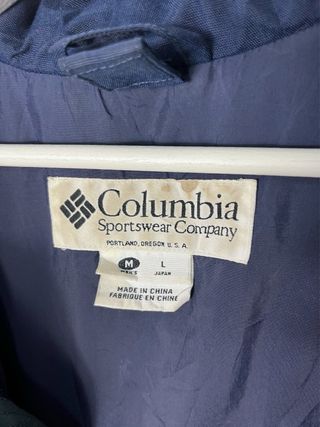 Columbia
Sportswear Company
PORTLAND, OREGON U.S.A.
M L
MEN'S JAPAN
MADE IN CHINA
FABRIQUE EN CHINE